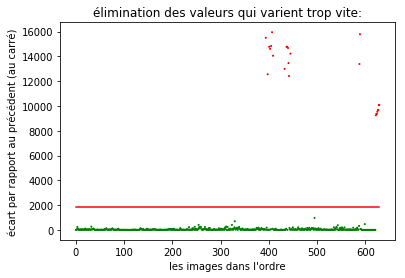 élimination des valeurs qui varient trop vite:
écart par rapport au précédent (au carré)
16000
14000
12000
10000
8000
6000
4000
2000
0
0 100 200 300 400 500 600
les images dans l'ordre